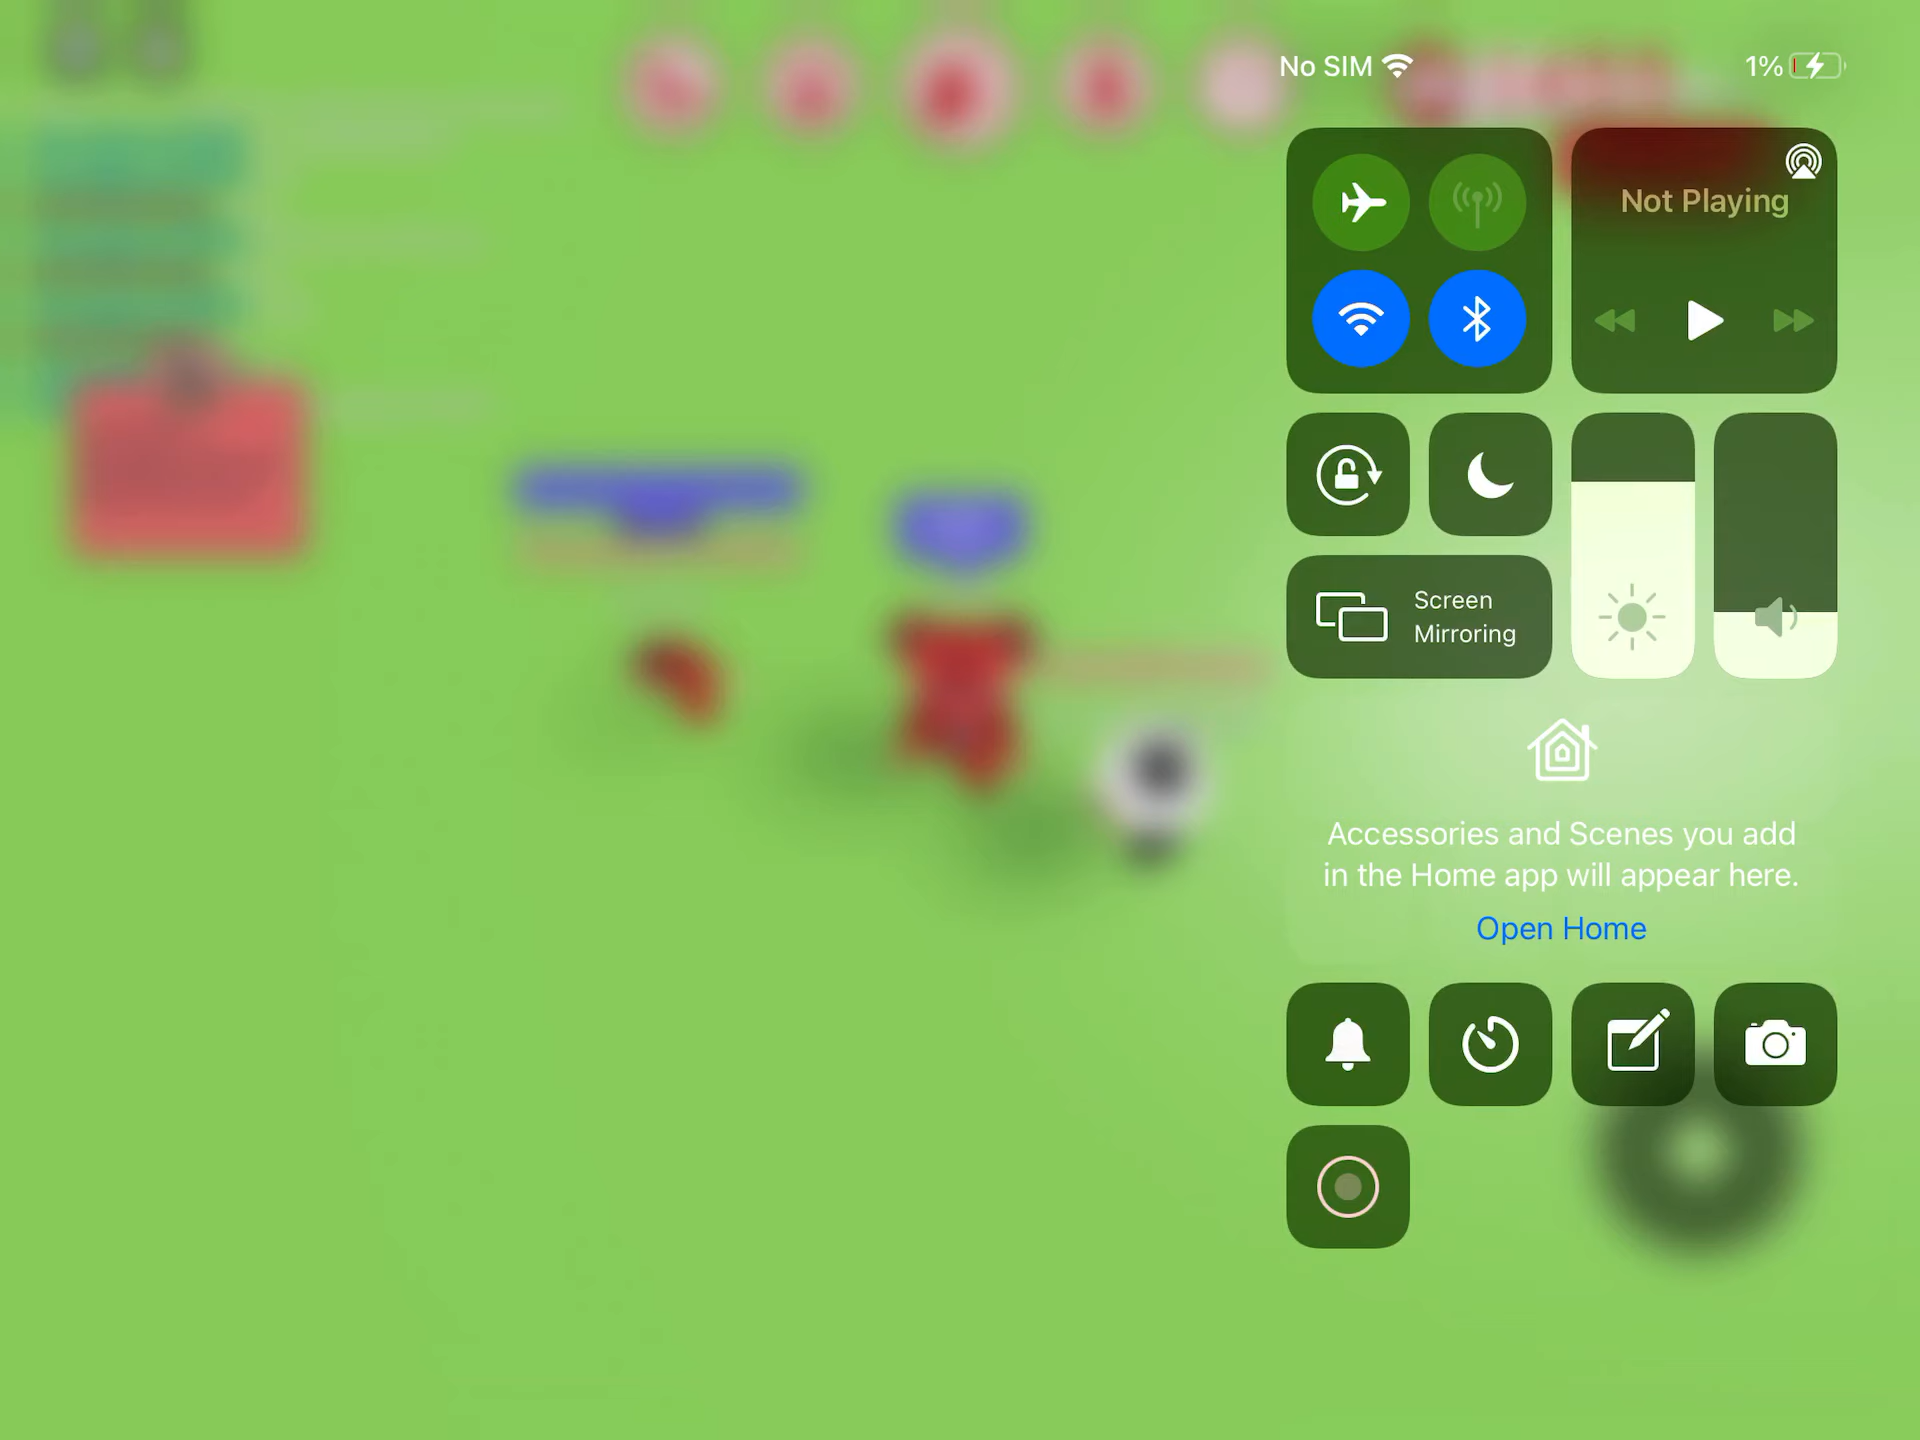 No SIM
1%
Not Playing
Screen
Mirroring
Accessories and Scenes you add
in the Home app will appear here.
Open Home